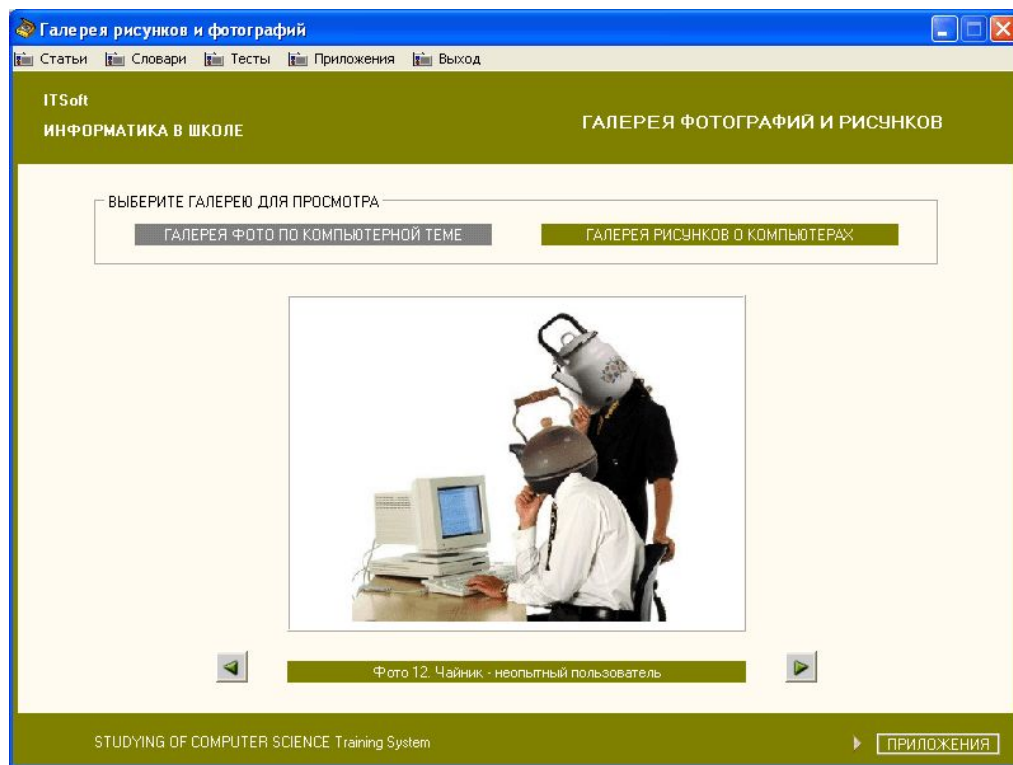 Галерея рисунков и фотографий
Статьи Словари Тесты Приложения Выход
ITSoft
ИНФОРМАТИКА В ШКОЛЕ
ГАЛЕРЕЯ ФОТОГРАФИЙ И РИСУНКОВ
ВЫБЕРИТЕ ГАЛЕРЕЮ ДЛЯ ПРОСМОТРА
ГАЛЕРЕЯ ФОТО ПО КОМПЬЮТЕРНОЙ ТЕМЕ ГАЛЕРЕЯ РИСУНКОВ О КОМПЬЮТЕРАХ
Фото 12. Чайник - неопытный пользователь
STUDYING OF COMPUTER SCIENCE Training System
ПРИЛОЖЕНИЯ